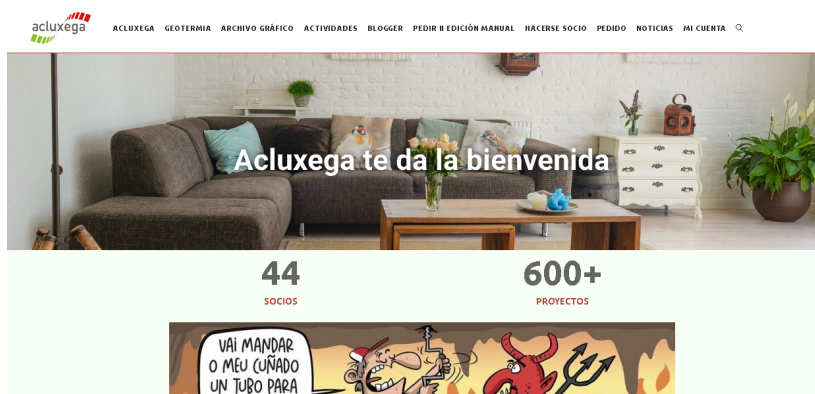 acluxega
ACLUXEGA GEOTERMIA ARCHIVO GRÁFICO ACTIVIDADES BLOGGER PEDIR II EDICIÓN MANUAL HACERSE SOCIO PEDIDO NOTICIAS MI CUENTA
Acluxega te da la bienvenida
44
SOCIOS
600+
PROYECTOS
VAI MANDAR
O MEU CUÑADO
UN TUBO PARA